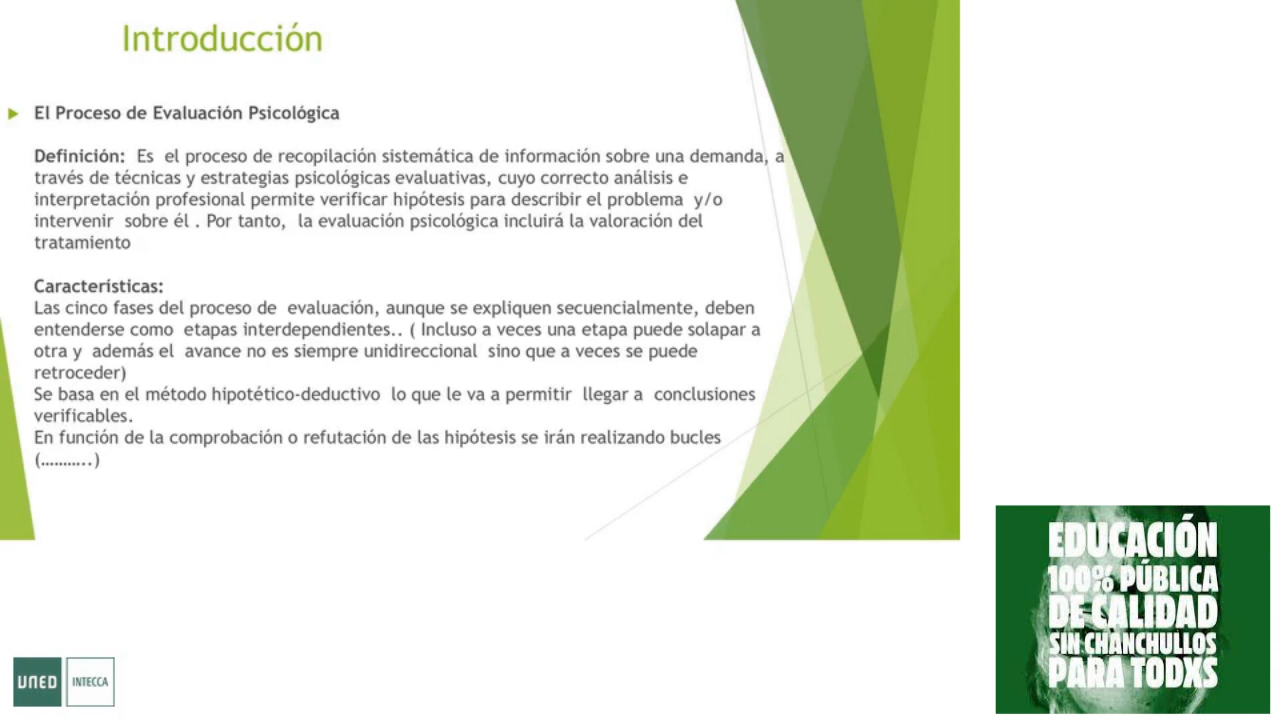 Introducción
El Proceso de Evaluación Psicológica
Definición: Es el proceso de recopilación sistemática de información sobre una demanda, a
través de técnicas y estrategias psicológicas evaluativas, cuyo correcto análisis e
interpretación profesional permite verificar hipótesis para describir el problema y/o
intervenir sobre él . Por tanto, la evaluación psicológica incluirá la valoración del
tratamiento
Características:
Las cinco fases del proceso de evaluación, aunque se expliquen secuencialmente, deben
entenderse como etapas interdependientes.. ( Incluso a veces una etapa puede solapar a
otra y además el avance no es siempre unidireccional sino que a veces se puede
retroceder)
Se basa en el método hipotético-deductivo lo que le va a permitir llegar a conclusiones
verificables.
En función de la comprobación o refutación de las hipótesis se irán realizando bucles
(………..)
EDUCACIÓN
100% PÚBLICA
DE CALIDAD
SIN CHANCHULLOS
PARA TODXS
UNED INTECCA